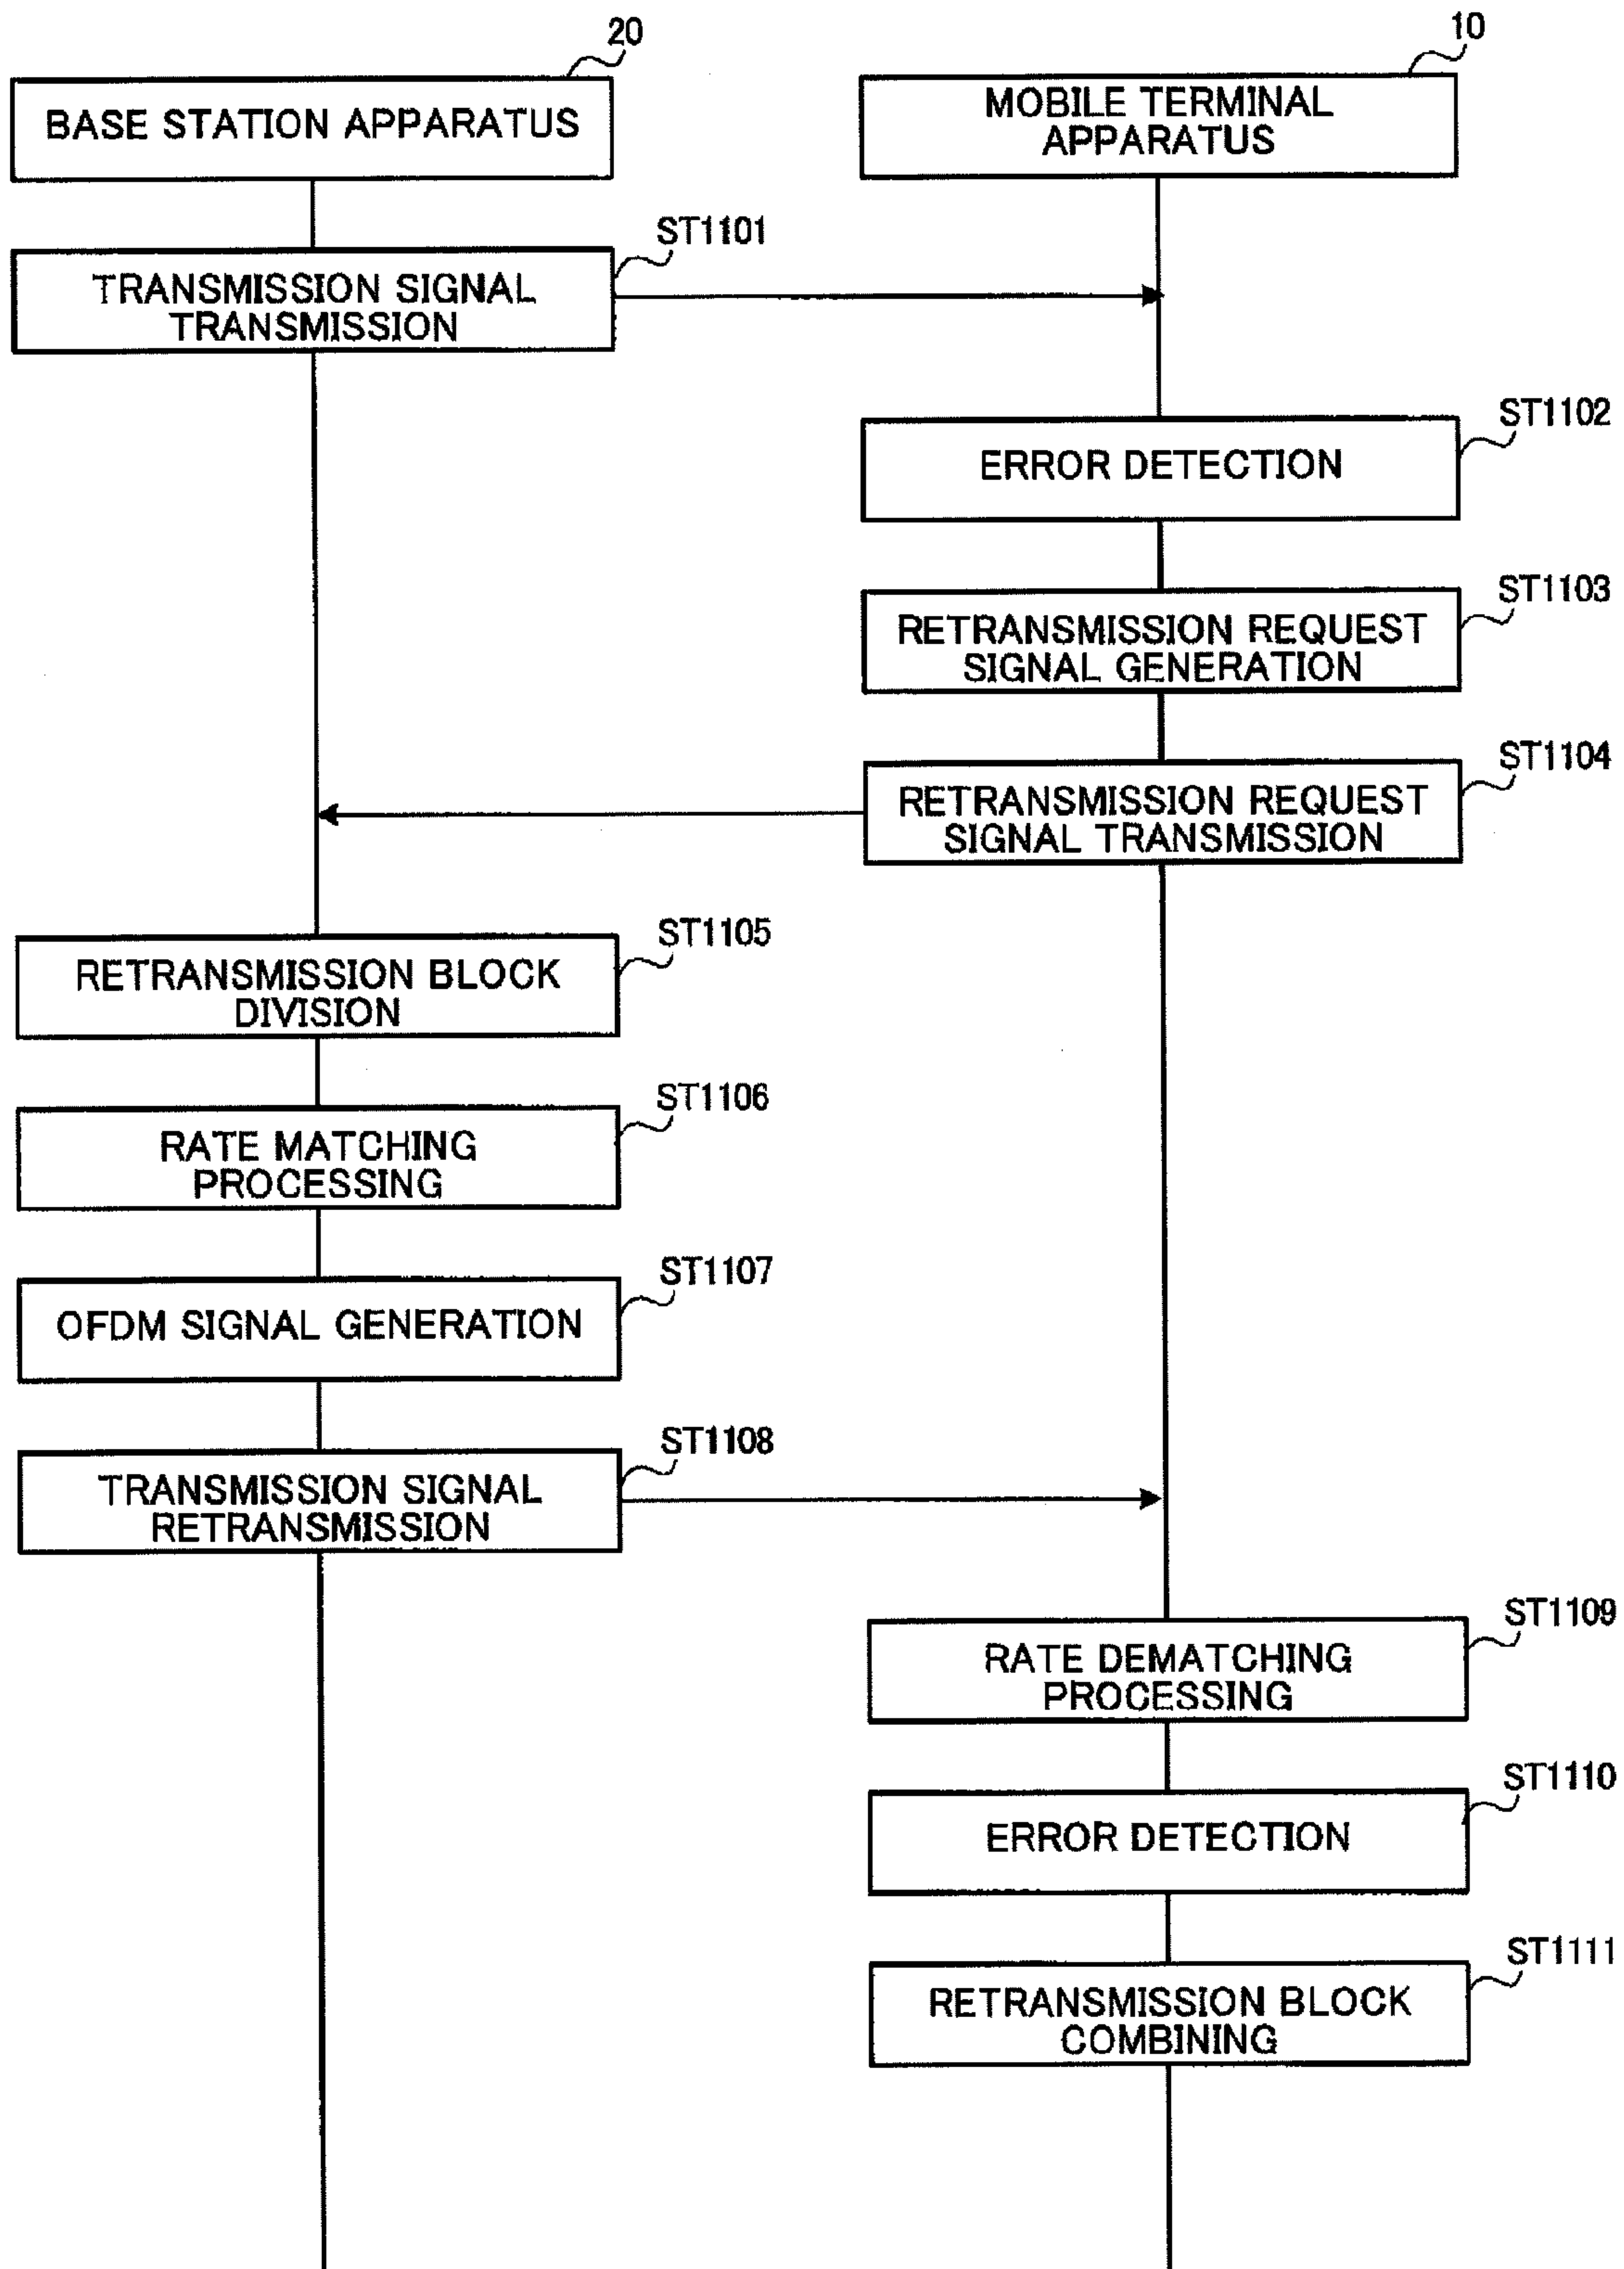 20
BASE STATION APPARATUS
10
MOBILE TERMINAL
APPARATUS
ST1101
TRANSMISSION SIGNAL
TRANSMISSION
ST1102
ERROR DETECTION
ST1103
RETRANSMISSION REQUEST
SIGNAL GENERATION
ST1104
RETRANSMISSION REQUEST
SIGNAL TRANSMISSION
ST1105
RETRANSMISSION BLOCK
DIVISION
ST1106
RATE MATCHING
PROCESSING
ST1107
OFDM SIGNAL GENERATION
ST1108
TRANSMISSION SIGNAL
RETRANSMISSION
ST1109
RATE DEMATCHING
PROCESSING
ST1110
ERROR DETECTION
ST1111
RETRANSMISSION BLOCK
COMBINING